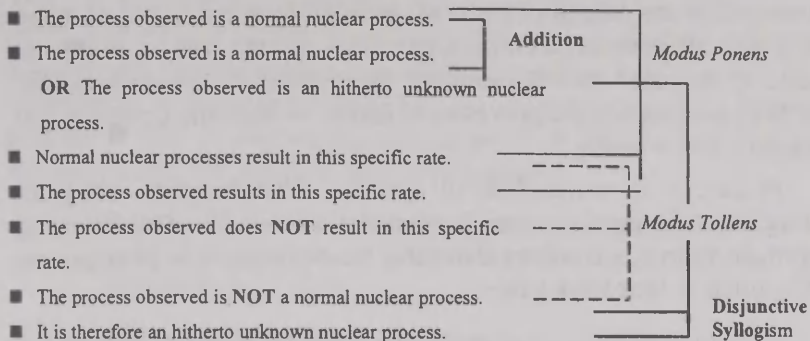 ■ The process observed is a normal nuclear process.
■ The process observed is a normal nuclear process.
Addition
Modus Ponens
OR The process observed is an hitherto unknown nuclear
process.
■ Normal nuclear processes result in this specific rate.
■ The process observed results in this specific rate.
■ The process observed does NOT result in this specific
rate.
Modus Tollens
■ The process observed is NOT a normal nuclear process.
■ It is therefore an hitherto unknown nuclear process.
Disjunctive
Syllogism